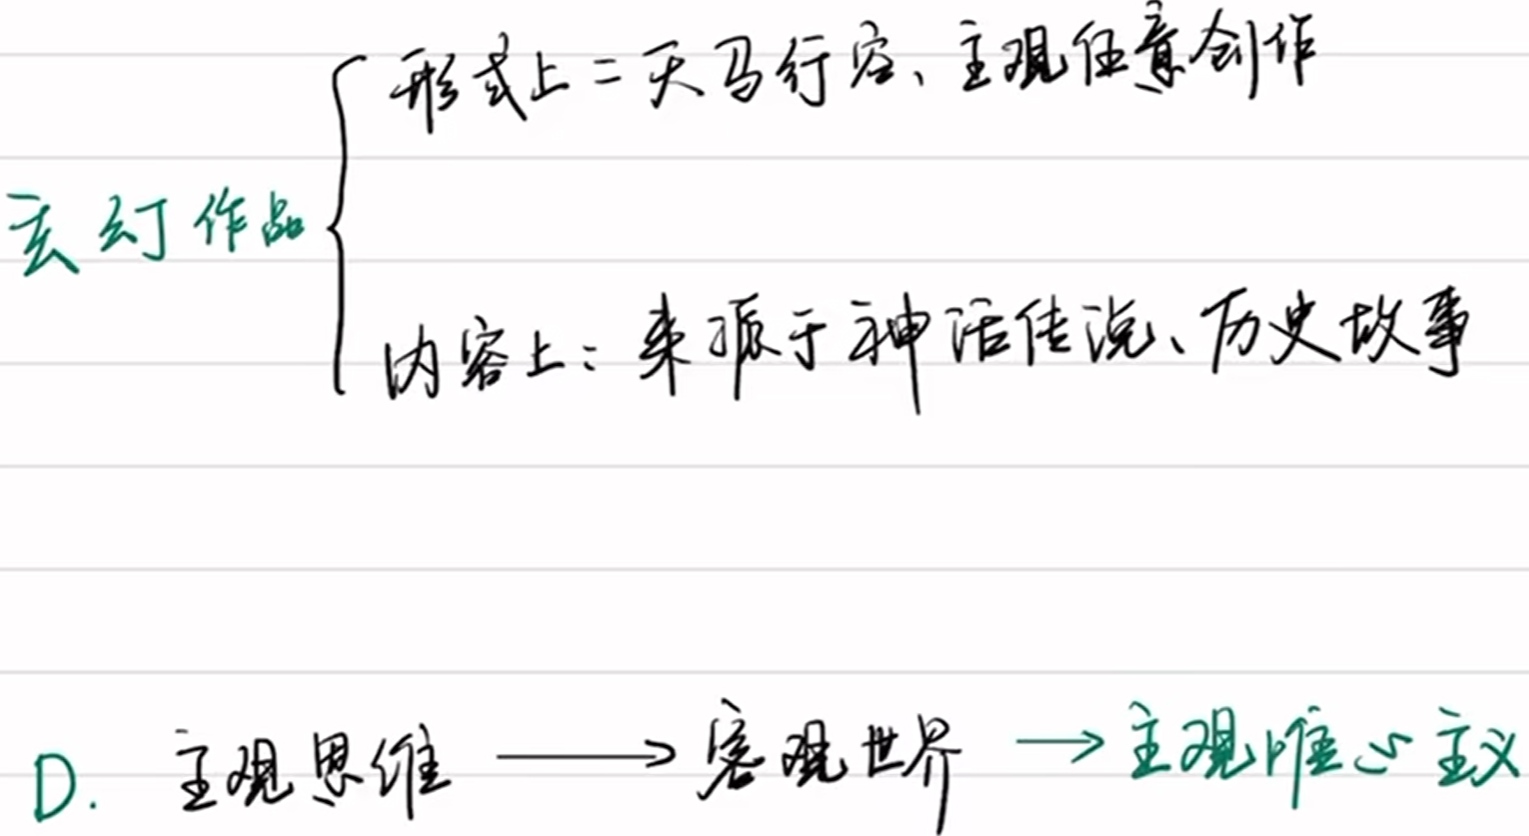 形式上：天马行空、主观任意创作
玄幻作品
内容上：来源于神话传说、历史故事
D. 主观思维 → 客观世界 → 主观唯心主义